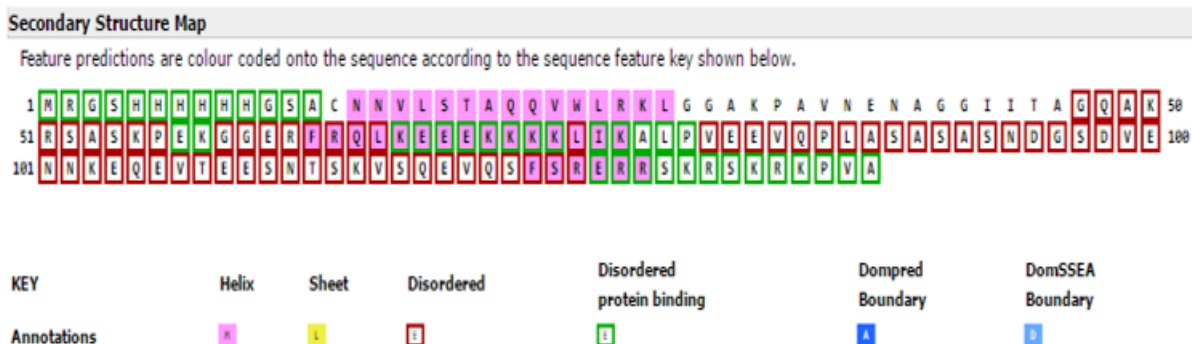 Secondary Structure Map
Feature predictions are colour coded onto the sequence according to the sequence feature key shown below.
1 M R G S H H H H H H G S A C N N V L S T A Q Q V W L R K L G G A K P A V N E N A G G I I T A G Q A K 50
51 R S A S K P E K G G E R F R Q L K E E E K K K K L I K A L P V E E V Q P L A S A S A S N D G S D V E 100
101 N N K E Q E V T E E S N T S K V S Q E V Q S F S R E R R S K R S K R K P V A
KEY Helix Sheet Disordered Disordered protein binding Dompred Boundary DomSSEA Boundary
Annotations L E E A D